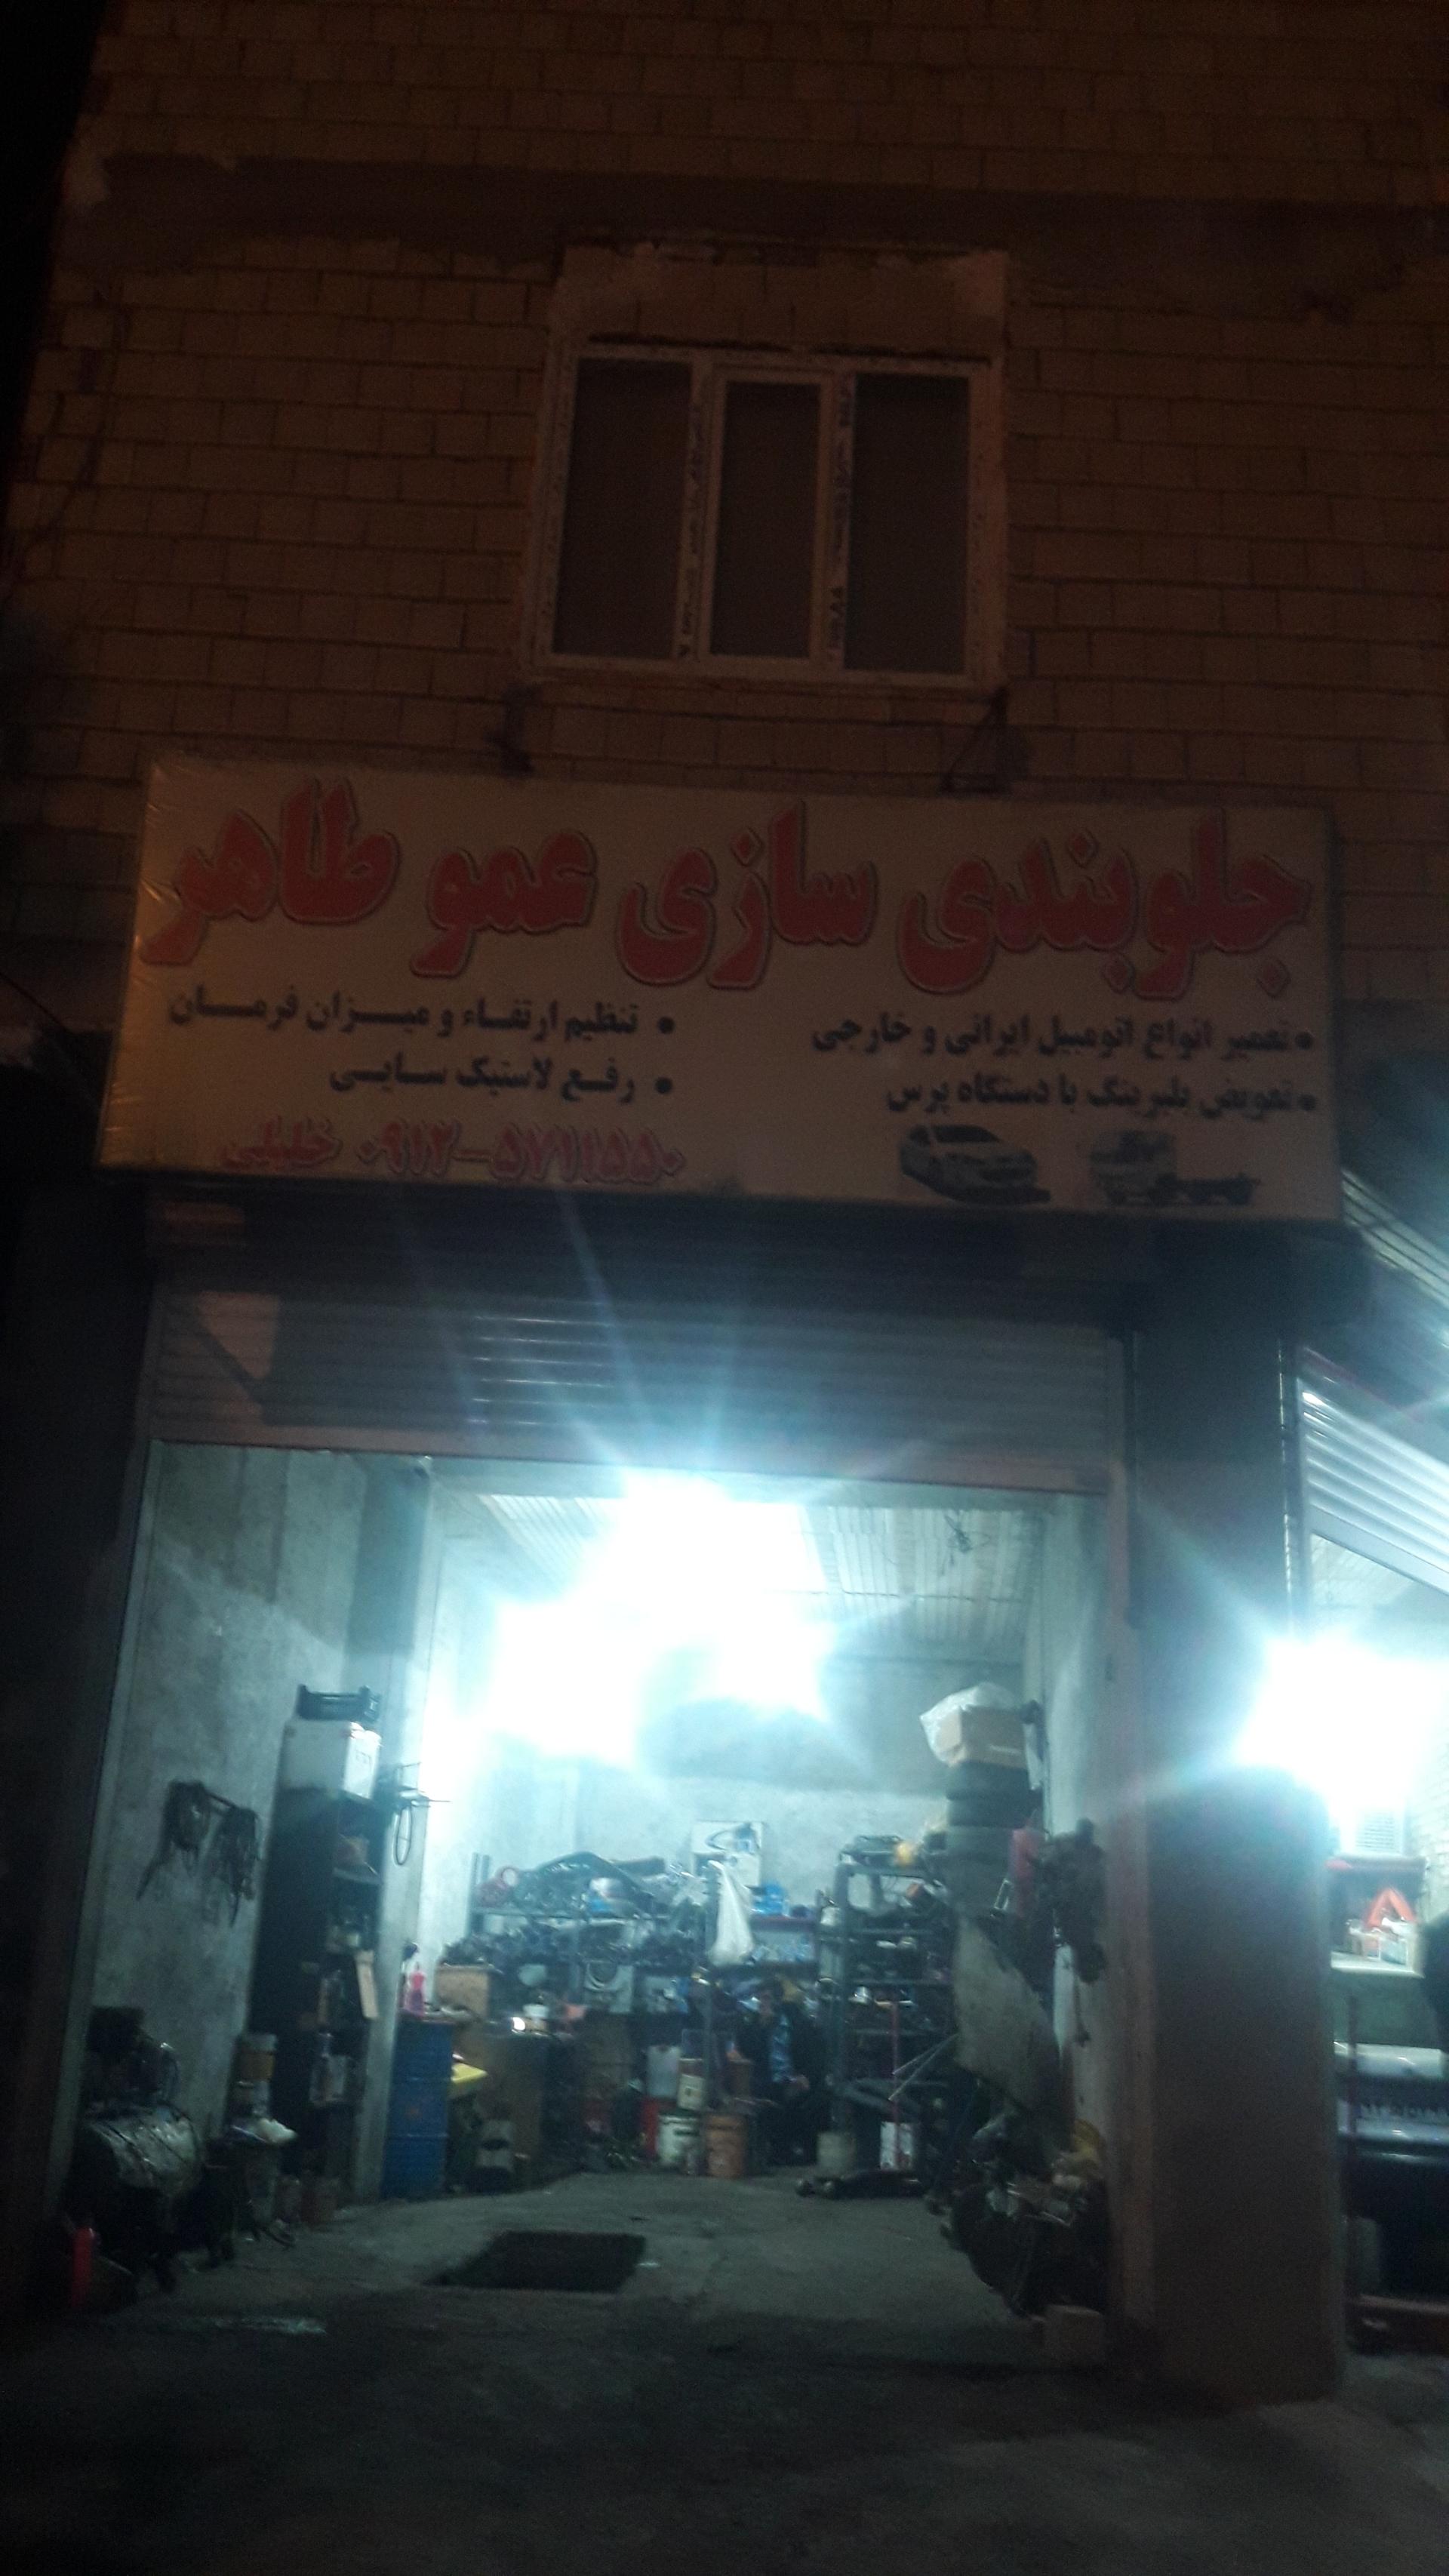 جلوبندی سازی عمو طاهر
• تعمیر انواع اتومبیل ایرانی و خارجی
• تعویض بلبرینگ با دستگاه پرس
• تنظیم ارتفاء و میزان فرمان
• رفع لاستیک سایی
۰۹۱۲-۵۷۱۱۵۵۰ خلیلی